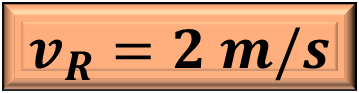 v_R = 2 m/s